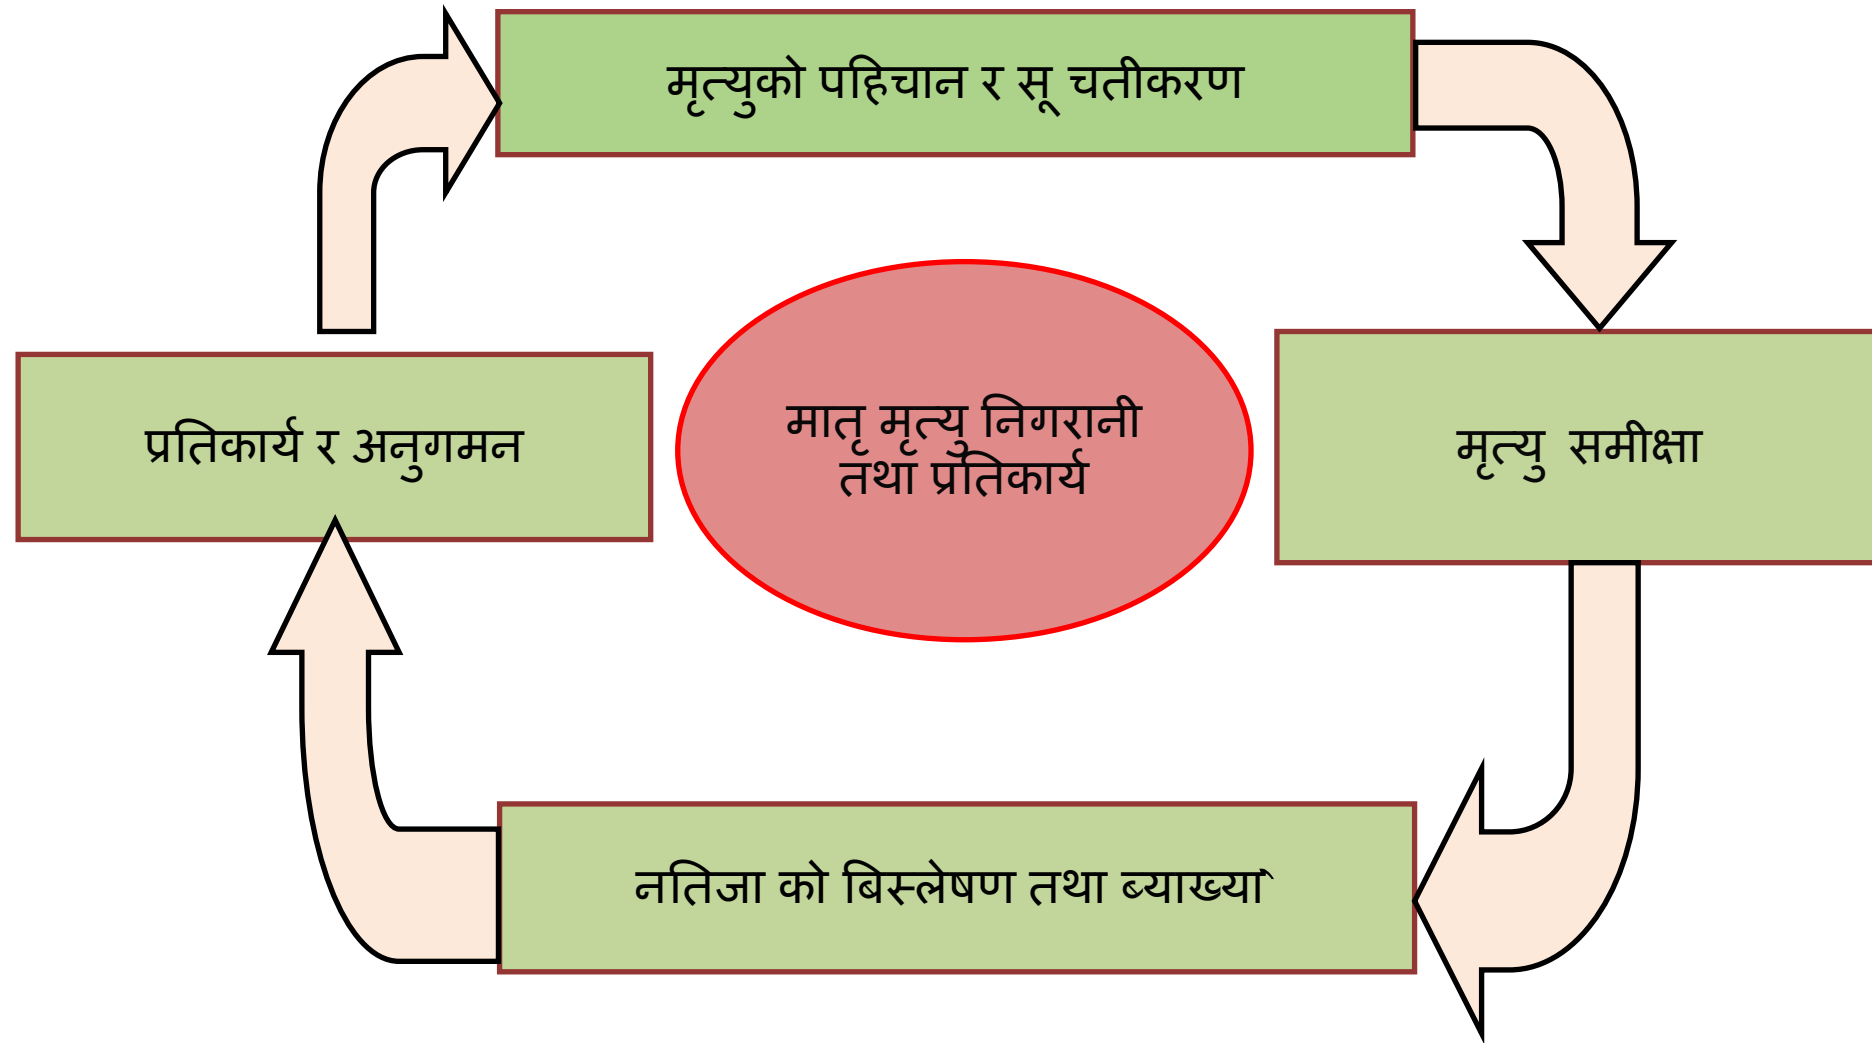 मृत्युको पहिचान र सू चतीकरण
मातृ मृत्यु निगरानी
तथा प्रतिकार्य
प्रतिकार्य र अनुगमन
मृत्यु  समीक्षा
नतिजा को बिस्लेषण तथा ब्याख्या`